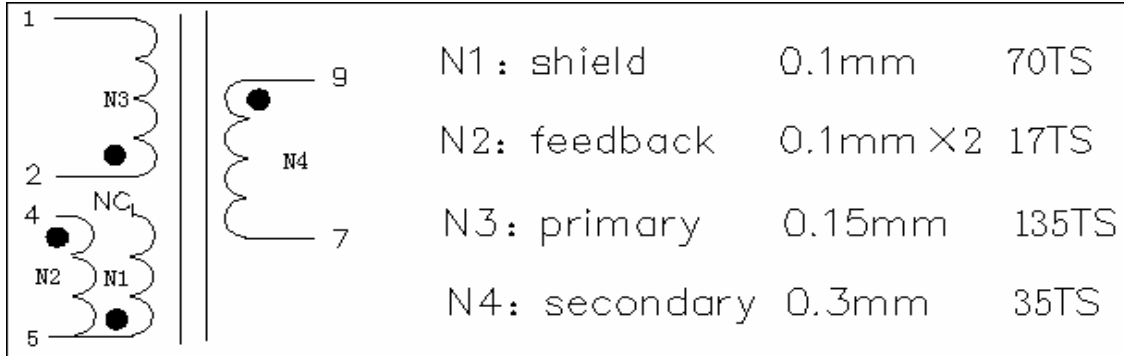 1
N3
2
NC
4
N2
N1
5
9
N4
7
N1: shield 0.1mm 70TS
N2: feedback 0.1mm×2 17TS
N3: primary 0.15mm 135TS
N4: secondary 0.3mm 35TS